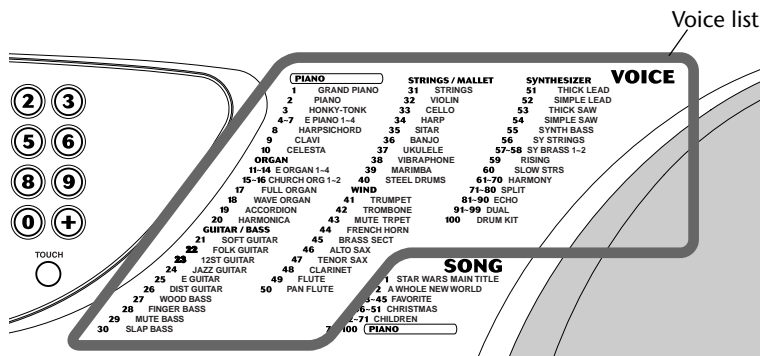 Voice list
VOICE
2 3
5 6
8 9
0 +
TOUCH
PIANO
1 GRAND PIANO
2 PIANO
3 HONKY-TONK
4~7 E PIANO 1~4
8 HARPSICHORD
9 CLAVI
10 CELESTA
ORGAN
11~14 E ORGAN 1~4
15~16 CHURCH ORG 1~2
17 FULL ORGAN
18 WAVE ORGAN
19 ACCORDION
20 HARMONICA
GUITAR / BASS
21 SOFT GUITAR
22 FOLK GUITAR
23 12ST GUITAR
24 JAZZ GUITAR
25 E GUITAR
26 DIST GUITAR
27 WOOD BASS
28 FINGER BASS
29 MUTE BASS
30 SLAP BASS
STRINGS / MALLET
31 STRINGS
32 VIOLIN
33 CELLO
34 HARP
35 SITAR
36 BANJO
37 UKULELE
38 VIBRAPHONE
39 MARIMBA
40 STEEL DRUMS
WIND
41 TRUMPET
42 TROMBONE
43 MUTE TRPET
44 FRENCH HORN
45 BRASS SECT
46 ALTO SAX
47 TENOR SAX
48 CLARINET
49 FLUTE
50 PAN FLUTE
SYNTHESIZER
51 THICK LEAD
52 SIMPLE LEAD
53 THICK SAW
54 SIMPLE SAW
55 SYNTH BASS
56 SY STRINGS
57~58 SY BRASS 1~2
59 RISING
60 SLOW STRS
61~70 HARMONY
71~80 SPLIT
81~90 ECHO
91~99 DUAL
100 DRUM KIT
SONG
1 STAR WARS MAIN TITLE
2 A WHOLE NEW WORLD
~45 FAVORITE
~51 CHRISTMAS
~71 CHILDREN
100 PIANO